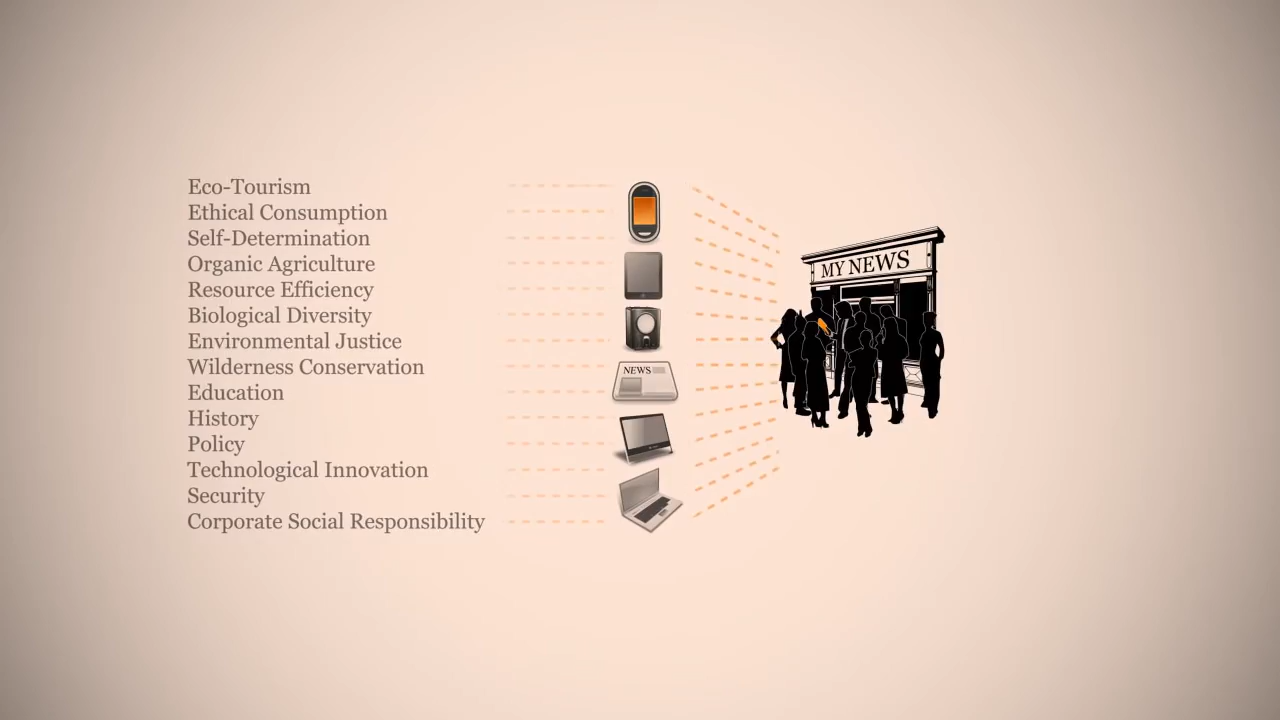 Eco-Tourism
Ethical Consumption
Self-Determination
Organic Agriculture
Resource Efficiency
Biological Diversity
Environmental Justice
Wilderness Conservation
Education
History
Policy
Technological Innovation
Security
Corporate Social Responsibility
NEWS
MY NEWS